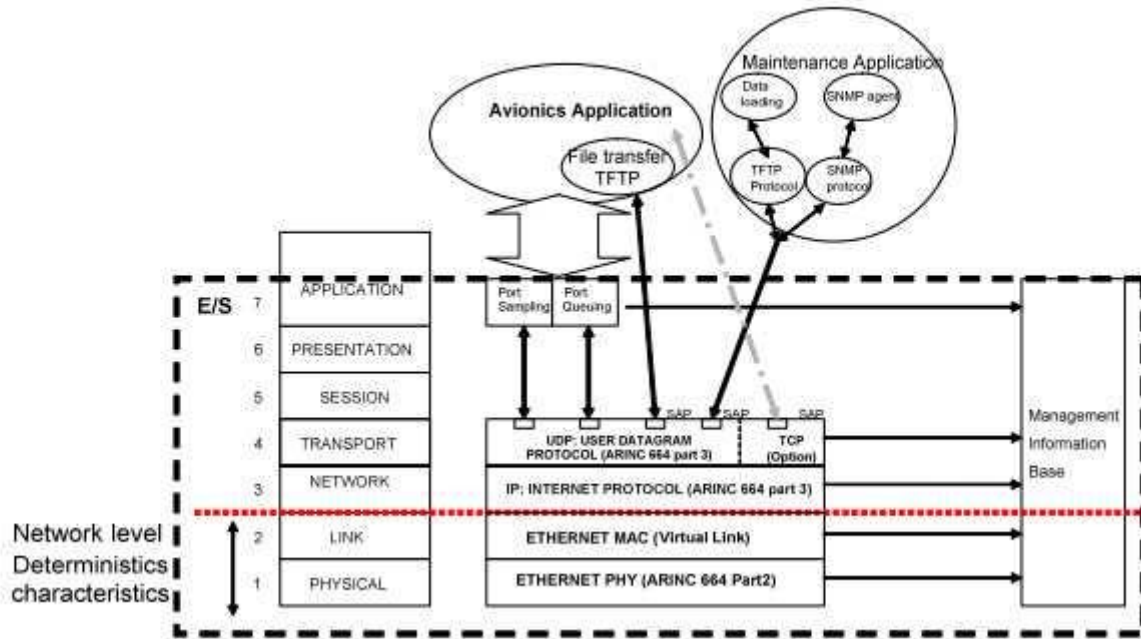 Maintenance Application
Data
loading
SNMP agent
Avionics Application
File transfer
TFTP
TFTP
Protocol
SNMP
protocol
E/S
7
APPLICATION
Port
Sampling
Port
Queuing
6
PRESENTATION
5
SESSION
SAP
SAP
SAP
4
TRANSPORT
UDP: USER DATAGRAM
PROTOCOL (ARINC 664 part 3)
TCP
(Option)
Management
Information
Base
3
NETWORK
IP: INTERNET PROTOCOL (ARINC 664 part 3)
Network level
Deterministics
characteristics
2
LINK
ETHERNET MAC (Virtual Link)
1
PHYSICAL
ETHERNET PHY (ARINC 664 Part2)